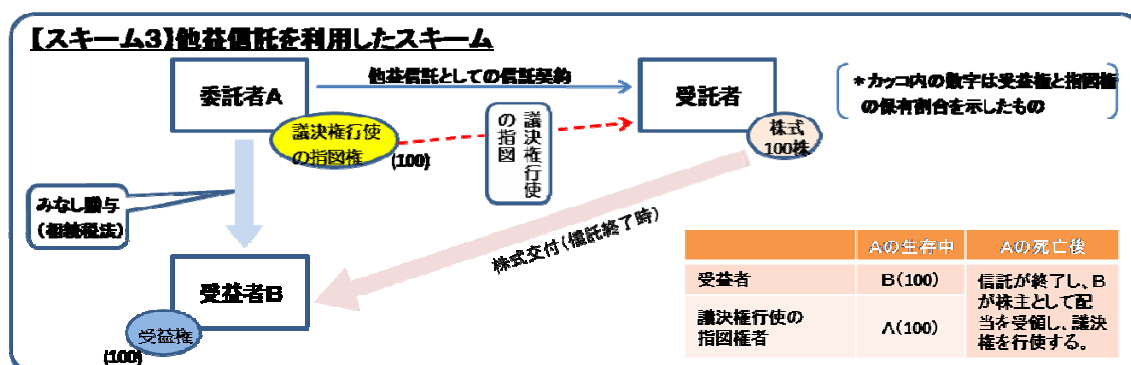 【スキーム3】他益信託を利用したスキーム
委託者A
他益信託としての信託契約
受託者
*カッコ内の数字は受益権と指図権
の保有割合を示したもの
議決権行使
の指図権
(100)
議決権行使
の指図
株式
100株
みなし贈与
(相続税法)
株式交付(信託終了時)
受益者B
受益権
(100)
Aの生存中
Aの死亡後
受益者
B(100)
信託が終了し、B
が株主として配
当を受領し、議決
権を行使する。
議決権行使の
指図権者
A(100)